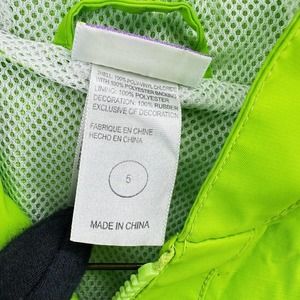 SHELL: 100% POLYVINYL CHLORIDE
WITH 100% POLYESTER BACKING
LINING: 100% POLYESTER
DECORATION: 100% RUBBER
EXCLUSIVE OF DECORATION
FABRIQUE EN CHINE
HECHO EN CHINA
5
MADE IN CHINA